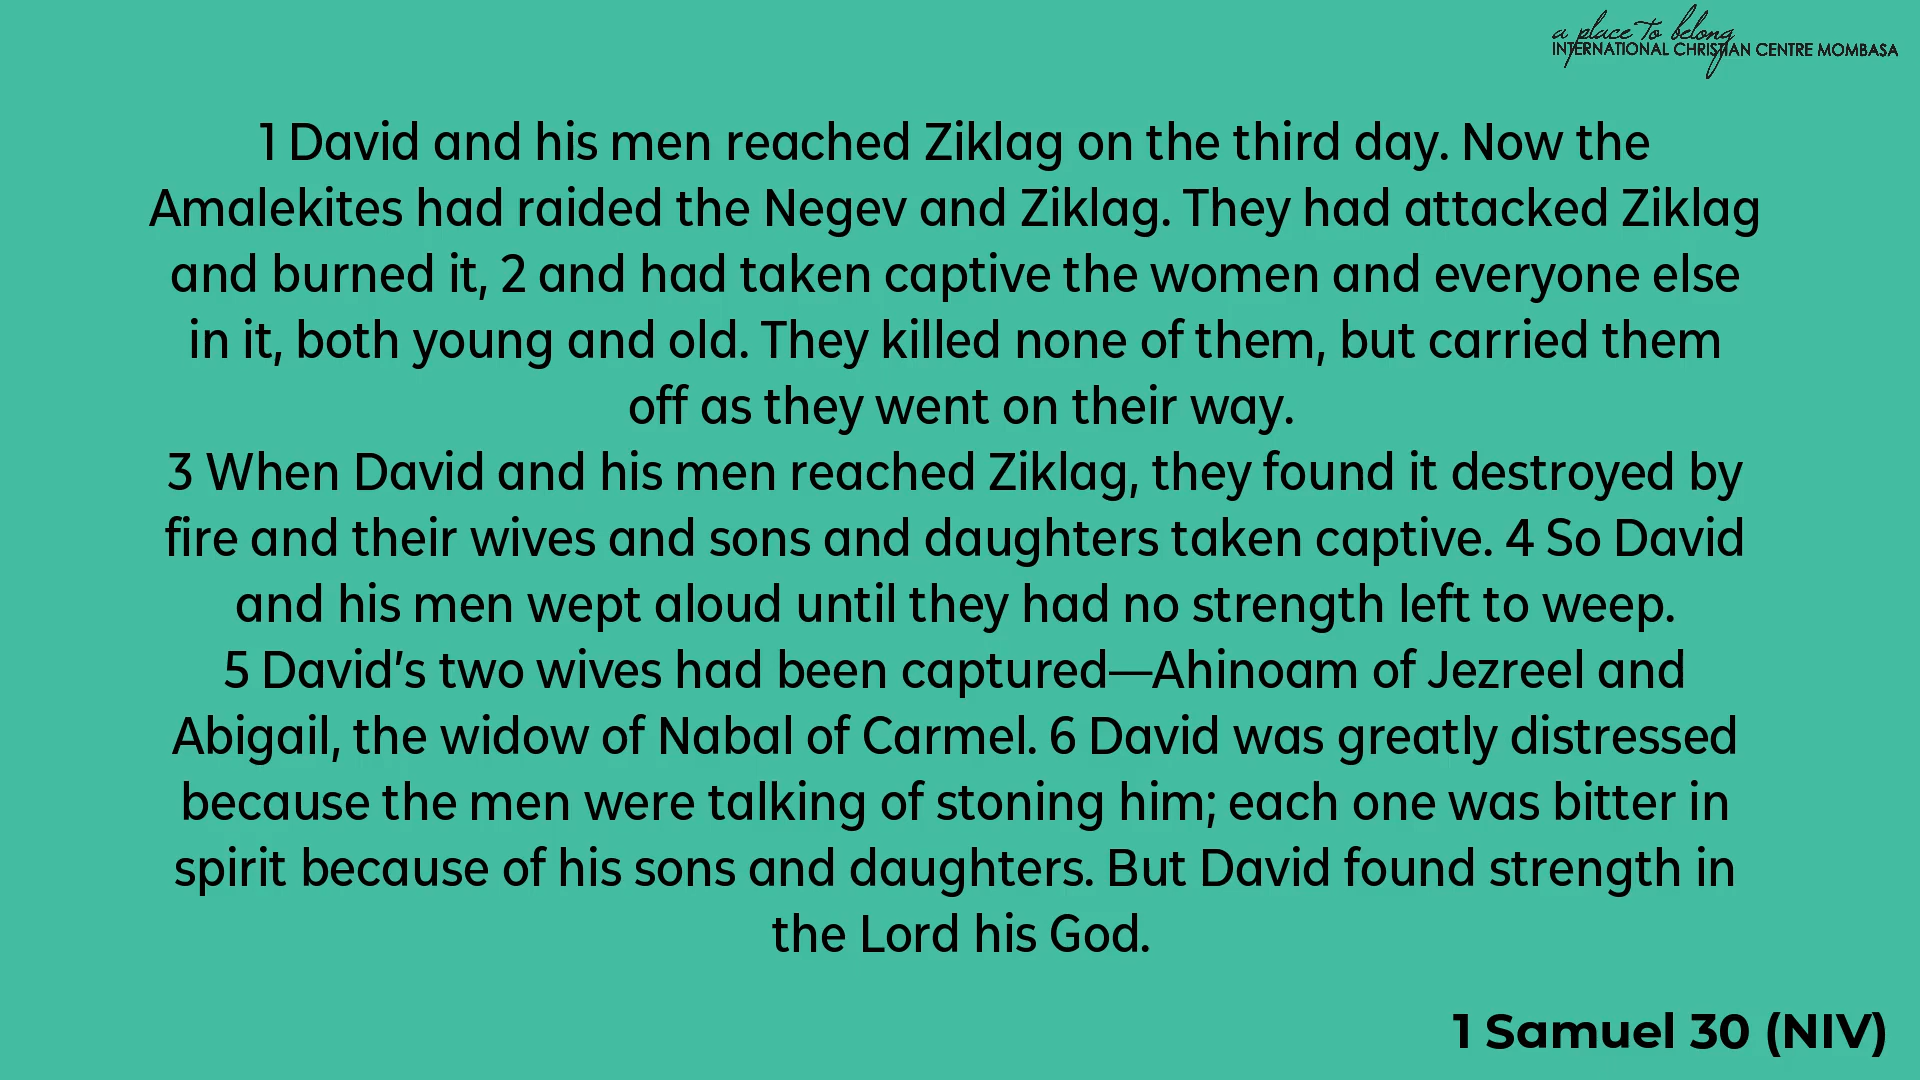 a place to belong
INTERNATIONAL CHRISTIAN CENTRE MOMBASA
1 David and his men reached Ziklag on the third day. Now the
Amalekites had raided the Negev and Ziklag. They had attacked Ziklag
and burned it, 2 and had taken captive the women and everyone else
in it, both young and old. They killed none of them, but carried them
off as they went on their way.
3 When David and his men reached Ziklag, they found it destroyed by
fire and their wives and sons and daughters taken captive. 4 So David
and his men wept aloud until they had no strength left to weep.
5 David’s two wives had been captured—Ahinoam of Jezreel and
Abigail, the widow of Nabal of Carmel. 6 David was greatly distressed
because the men were talking of stoning him; each one was bitter in
spirit because of his sons and daughters. But David found strength in
the Lord his God.
1 Samuel 30 (NIV)